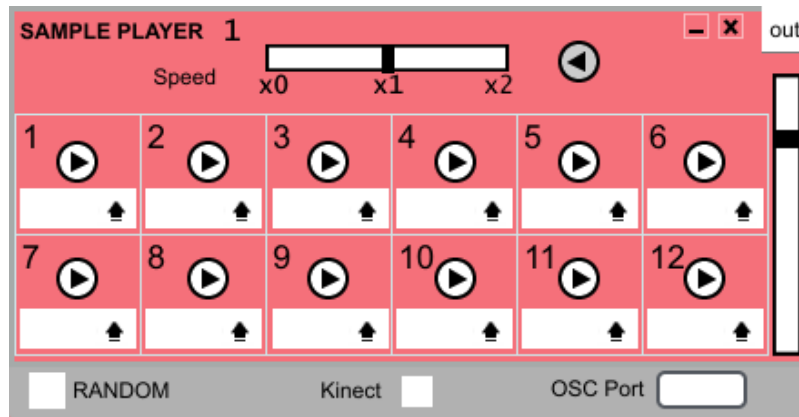 SAMPLE PLAYER 1
out
Speed
x0 x1 x2
1 2 3 4 5 6
7 8 9 10 11 12
RANDOM Kinect OSC Port